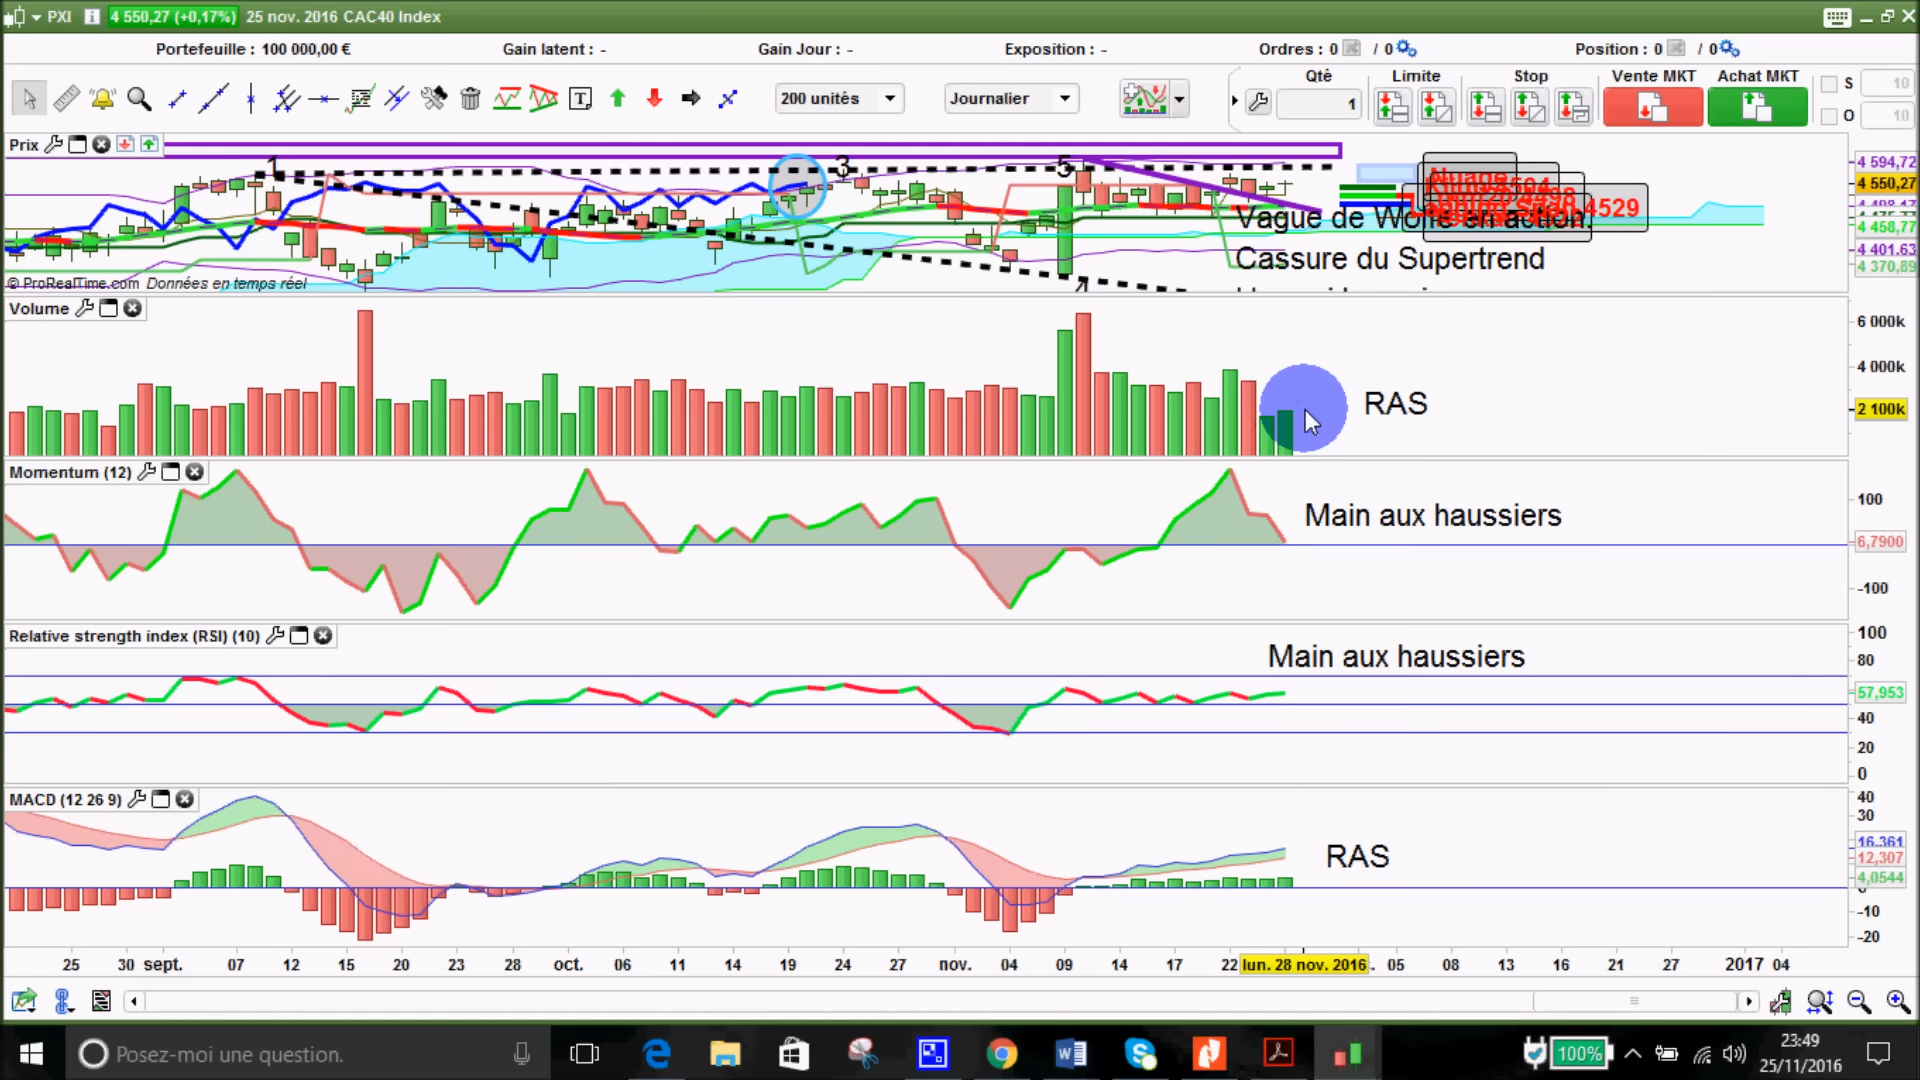 PXI 4 550,27 (+0,17%) 25 nov. 2016 CAC40 Index
Portefeuille : 100 000,00 € Gain latent : - Gain Jour : - Exposition : - Ordres : 0 / 0 Position : 0 / 0
Qté Limite Stop Vente MKT Achat MKT S 10
200 unités Journalier 1 O 10
Prix
1 3 5
4 594,72
4 550,27
4 458,77
4 401,63
4 370,89
Nuage
4529
Vague de Wolfe en action.
Cassure du Supertrend
© ProRealTime.com Données en temps réel
Volume
6 000k
4 000k
2 100k
RAS
Momentum (12)
100
6,7900
-100
Main aux haussiers
Relative strength index (RSI) (10)
100
80
57,953
40
20
0
Main aux haussiers
MACD (12 26 9)
40
30
16,361
12,307
4,0544
-10
-20
RAS
25 30 sept. 07 12 15 20 23 28 oct. 06 11 14 19 24 27 nov. 04 09 14 17 22 lun. 28 nov. 2016 05 08 13 16 21 27 2017 04
Posez-moi une question.
100%
23:49
25/11/2016